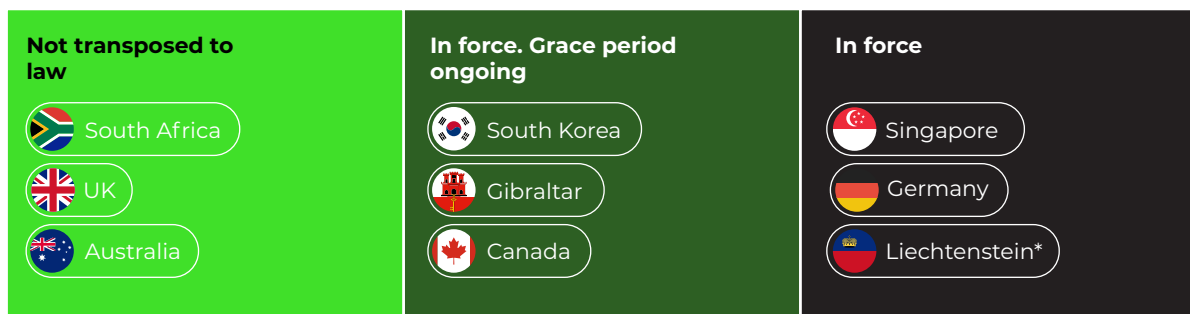 Not transposed to
law
South Africa
UK
Australia
In force. Grace period
ongoing
South Korea
Gibraltar
Canada
In force
Singapore
Germany
Liechtenstein*